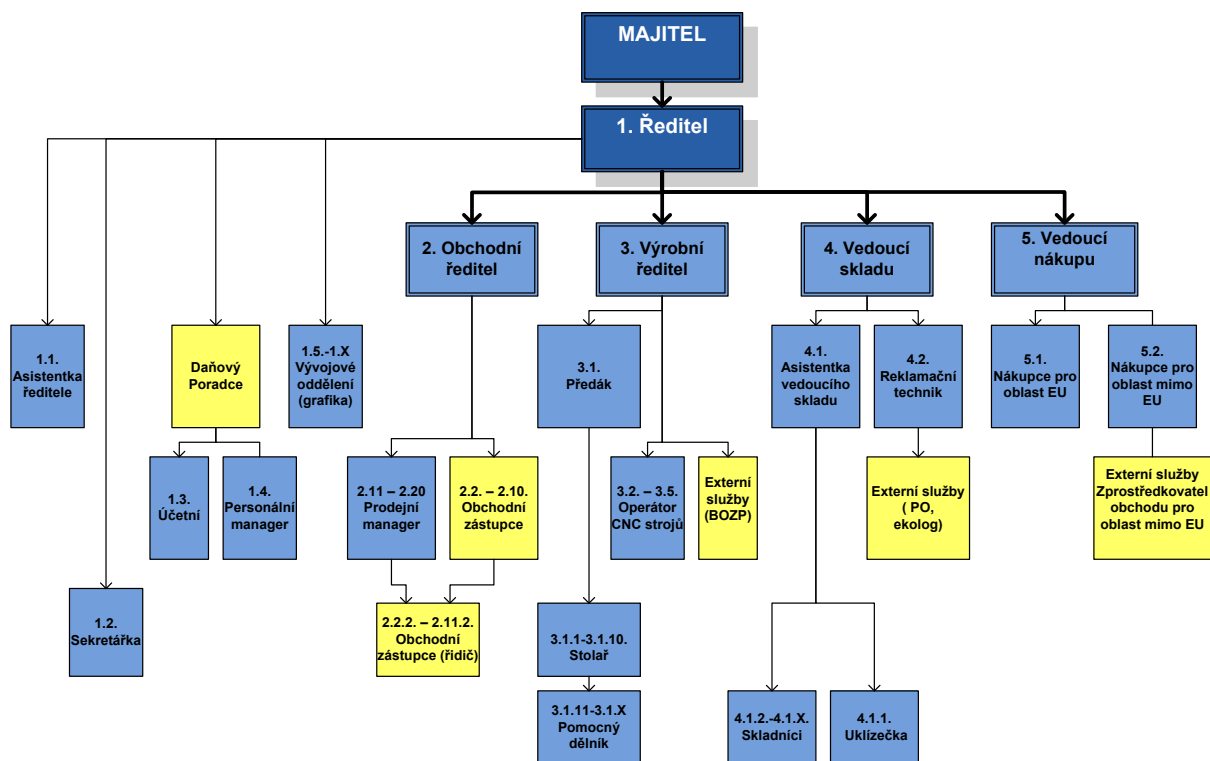 MAJITEL
1. Ředitel
2. Obchodní
ředitel
3. Výrobní
ředitel
4. Vedoucí
skladu
5. Vedoucí
nákupu
1.1.
Asistentka
ředitele
Daňový
Poradce
1.5.-1.X
Vývojové
oddělení
(grafika)
3.1.
Předák
4.1.
Asistentka
vedoucího
skladu
4.2.
Reklamační
technik
5.1.
Nákupce pro
oblast EU
5.2.
Nákupce pro
oblast mimo
EU
1.3.
Účetní
1.4.
Personální
manager
2.11 – 2.20
Prodejní
manager
2.2. – 2.10.
Obchodní
zástupce
3.2. – 3.5.
Operátor
CNC strojů
Externí
služby
(BOZP)
Externí služby
( PO,
ekolog)
Externí služby
Zprostředkovatel
obchodu pro
oblast mimo EU
1.2.
Sekretářka
2.2.2. – 2.11.2.
Obchodní
zástupce (řidič)
3.1.1-3.1.10.
Stolař
3.1.11-3.1.X
Pomocný
dělník
4.1.2.-4.1.X.
Skladníci
4.1.1.
Uklízečka